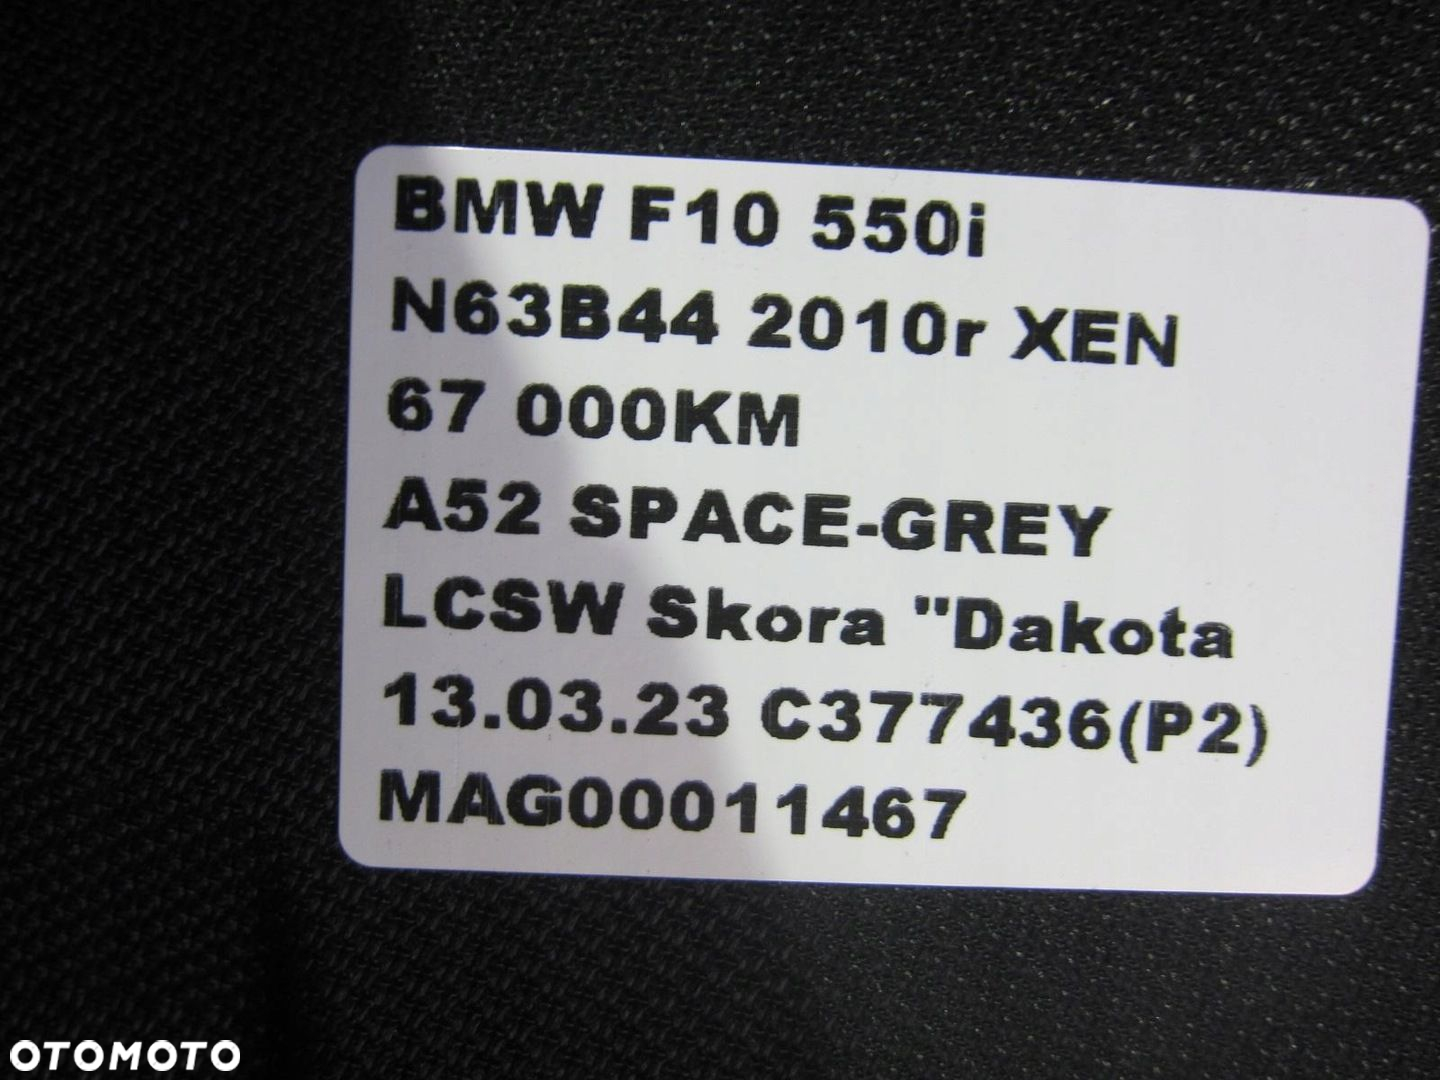 BMW F10 550i
N63B44 2010r XEN
67 000KM
A52 SPACE-GREY
LCSW Skora "Dakota
13.03.23 C377436(P2)
MAG00011467
OTOMOTO